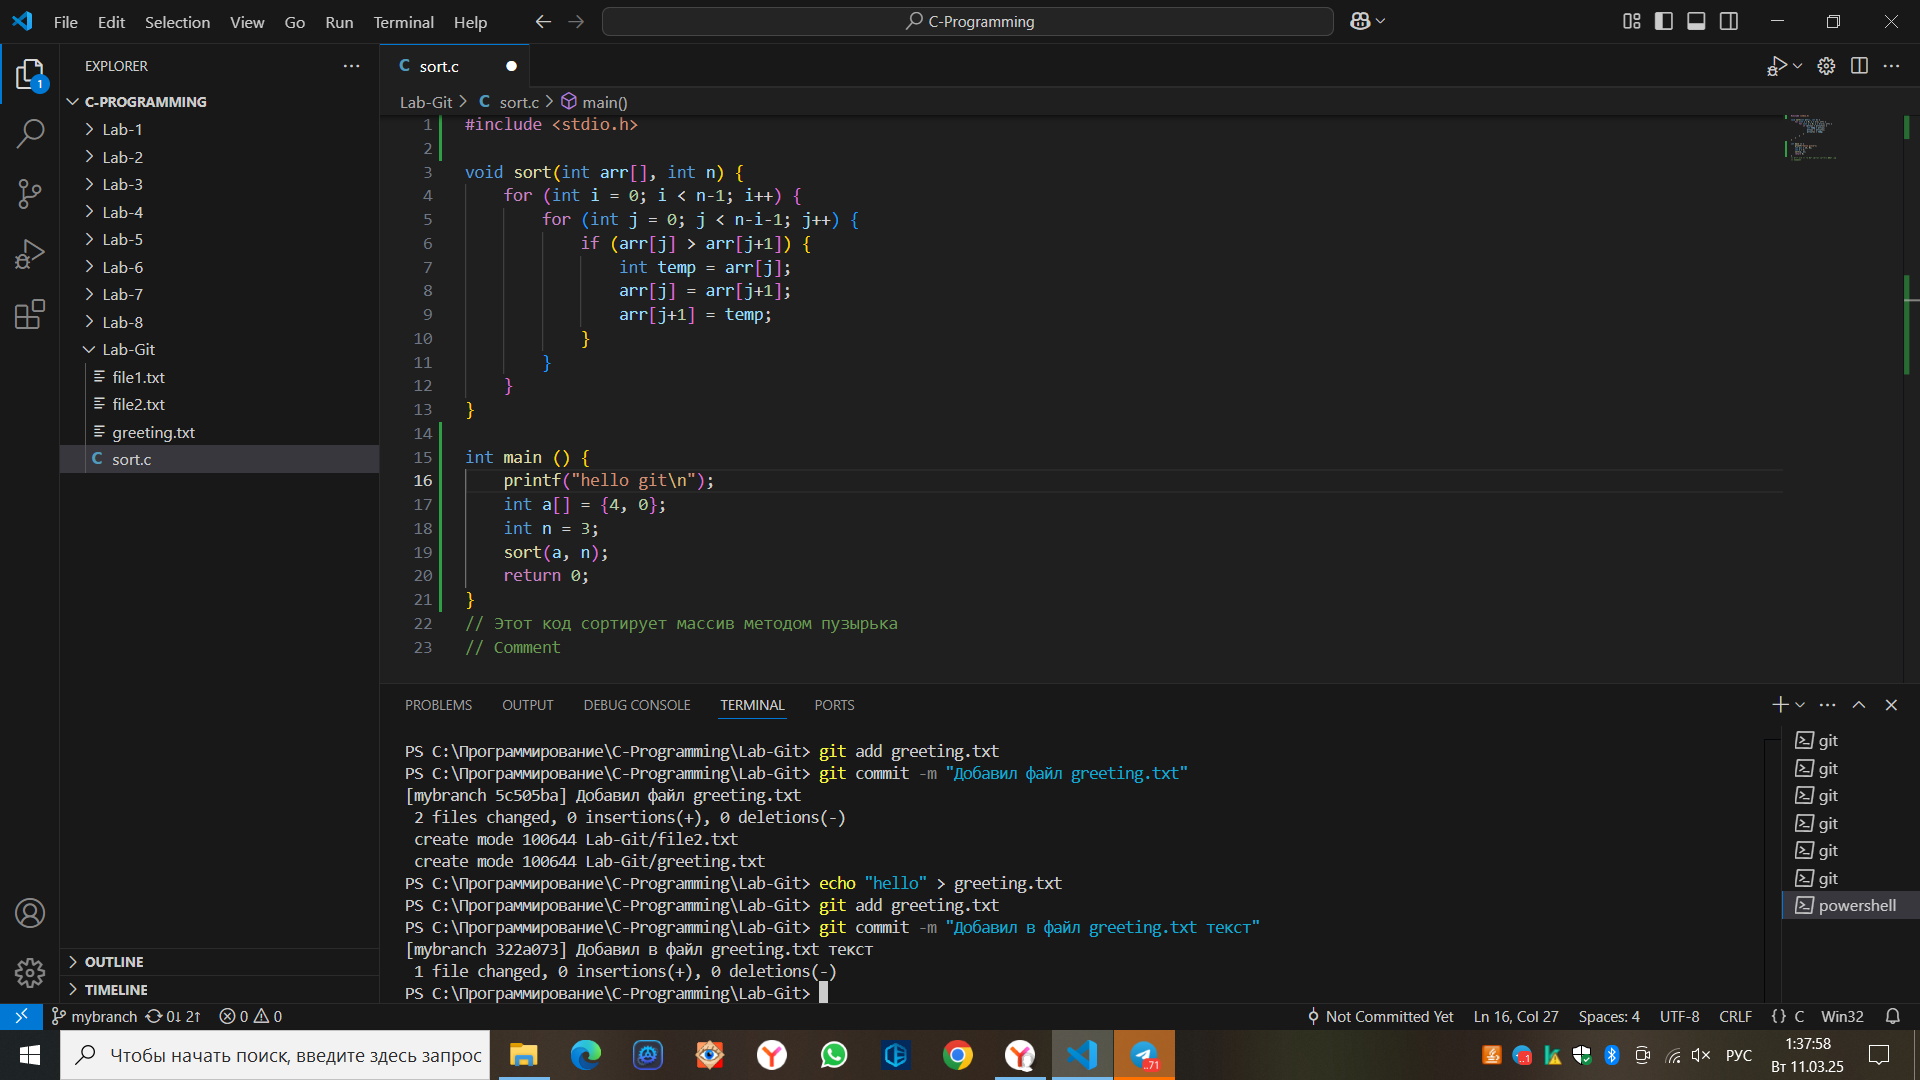 File Edit Selection View Go Run Terminal Help
C-Programming
EXPLORER
C-PROGRAMMING
Lab-1
Lab-2
Lab-3
Lab-4
Lab-5
Lab-6
Lab-7
Lab-8
Lab-Git
file1.txt
file2.txt
greeting.txt
C sort.c
OUTLINE
TIMELINE
1
C sort.c
Lab-Git > C sort.c > main()
1 #include <stdio.h>
2
3 void sort(int arr[], int n) {
4 for (int i = 0; i < n-1; i++) {
5 for (int j = 0; j < n-i-1; j++) {
6 if (arr[j] > arr[j+1]) {
7 int temp = arr[j];
8 arr[j] = arr[j+1];
9 arr[j+1] = temp;
10 }
11 }
12 }
13 }
14
15 int main () {
16 printf("hello git\n");
17 int a[] = {4, 0};
18 int n = 3;
19 sort(a, n);
20 return 0;
21 }
22 // Этот код сортирует массив методом пузырька
23 // Comment
PROBLEMS OUTPUT DEBUG CONSOLE TERMINAL PORTS
PS C:\Программирование\C-Programming\Lab-Git> git add greeting.txt
PS C:\Программирование\C-Programming\Lab-Git> git commit -m "Добавил файл greeting.txt"
[mybranch 5c505ba] Добавил файл greeting.txt
2 files changed, 0 insertions(+), 0 deletions(-)
create mode 100644 Lab-Git/file2.txt
create mode 100644 Lab-Git/greeting.txt
PS C:\Программирование\C-Programming\Lab-Git> echo "hello" > greeting.txt
PS C:\Программирование\C-Programming\Lab-Git> git add greeting.txt
PS C:\Программирование\C-Programming\Lab-Git> git commit -m "Добавил в файл greeting.txt текст"
[mybranch 322a073] Добавил в файл greeting.txt текст
1 file changed, 0 insertions(+), 0 deletions(-)
PS C:\Программирование\C-Programming\Lab-Git>
git
git
git
git
git
git
powershell
mybranch 0↓ 2↑ 0 0
Not Committed Yet Ln 16, Col 27 Spaces: 4 UTF-8 CRLF {} C Win32
Чтобы начать поиск, введите здесь запрос
..71
РУС
1:37:58
Вт 11.03.25